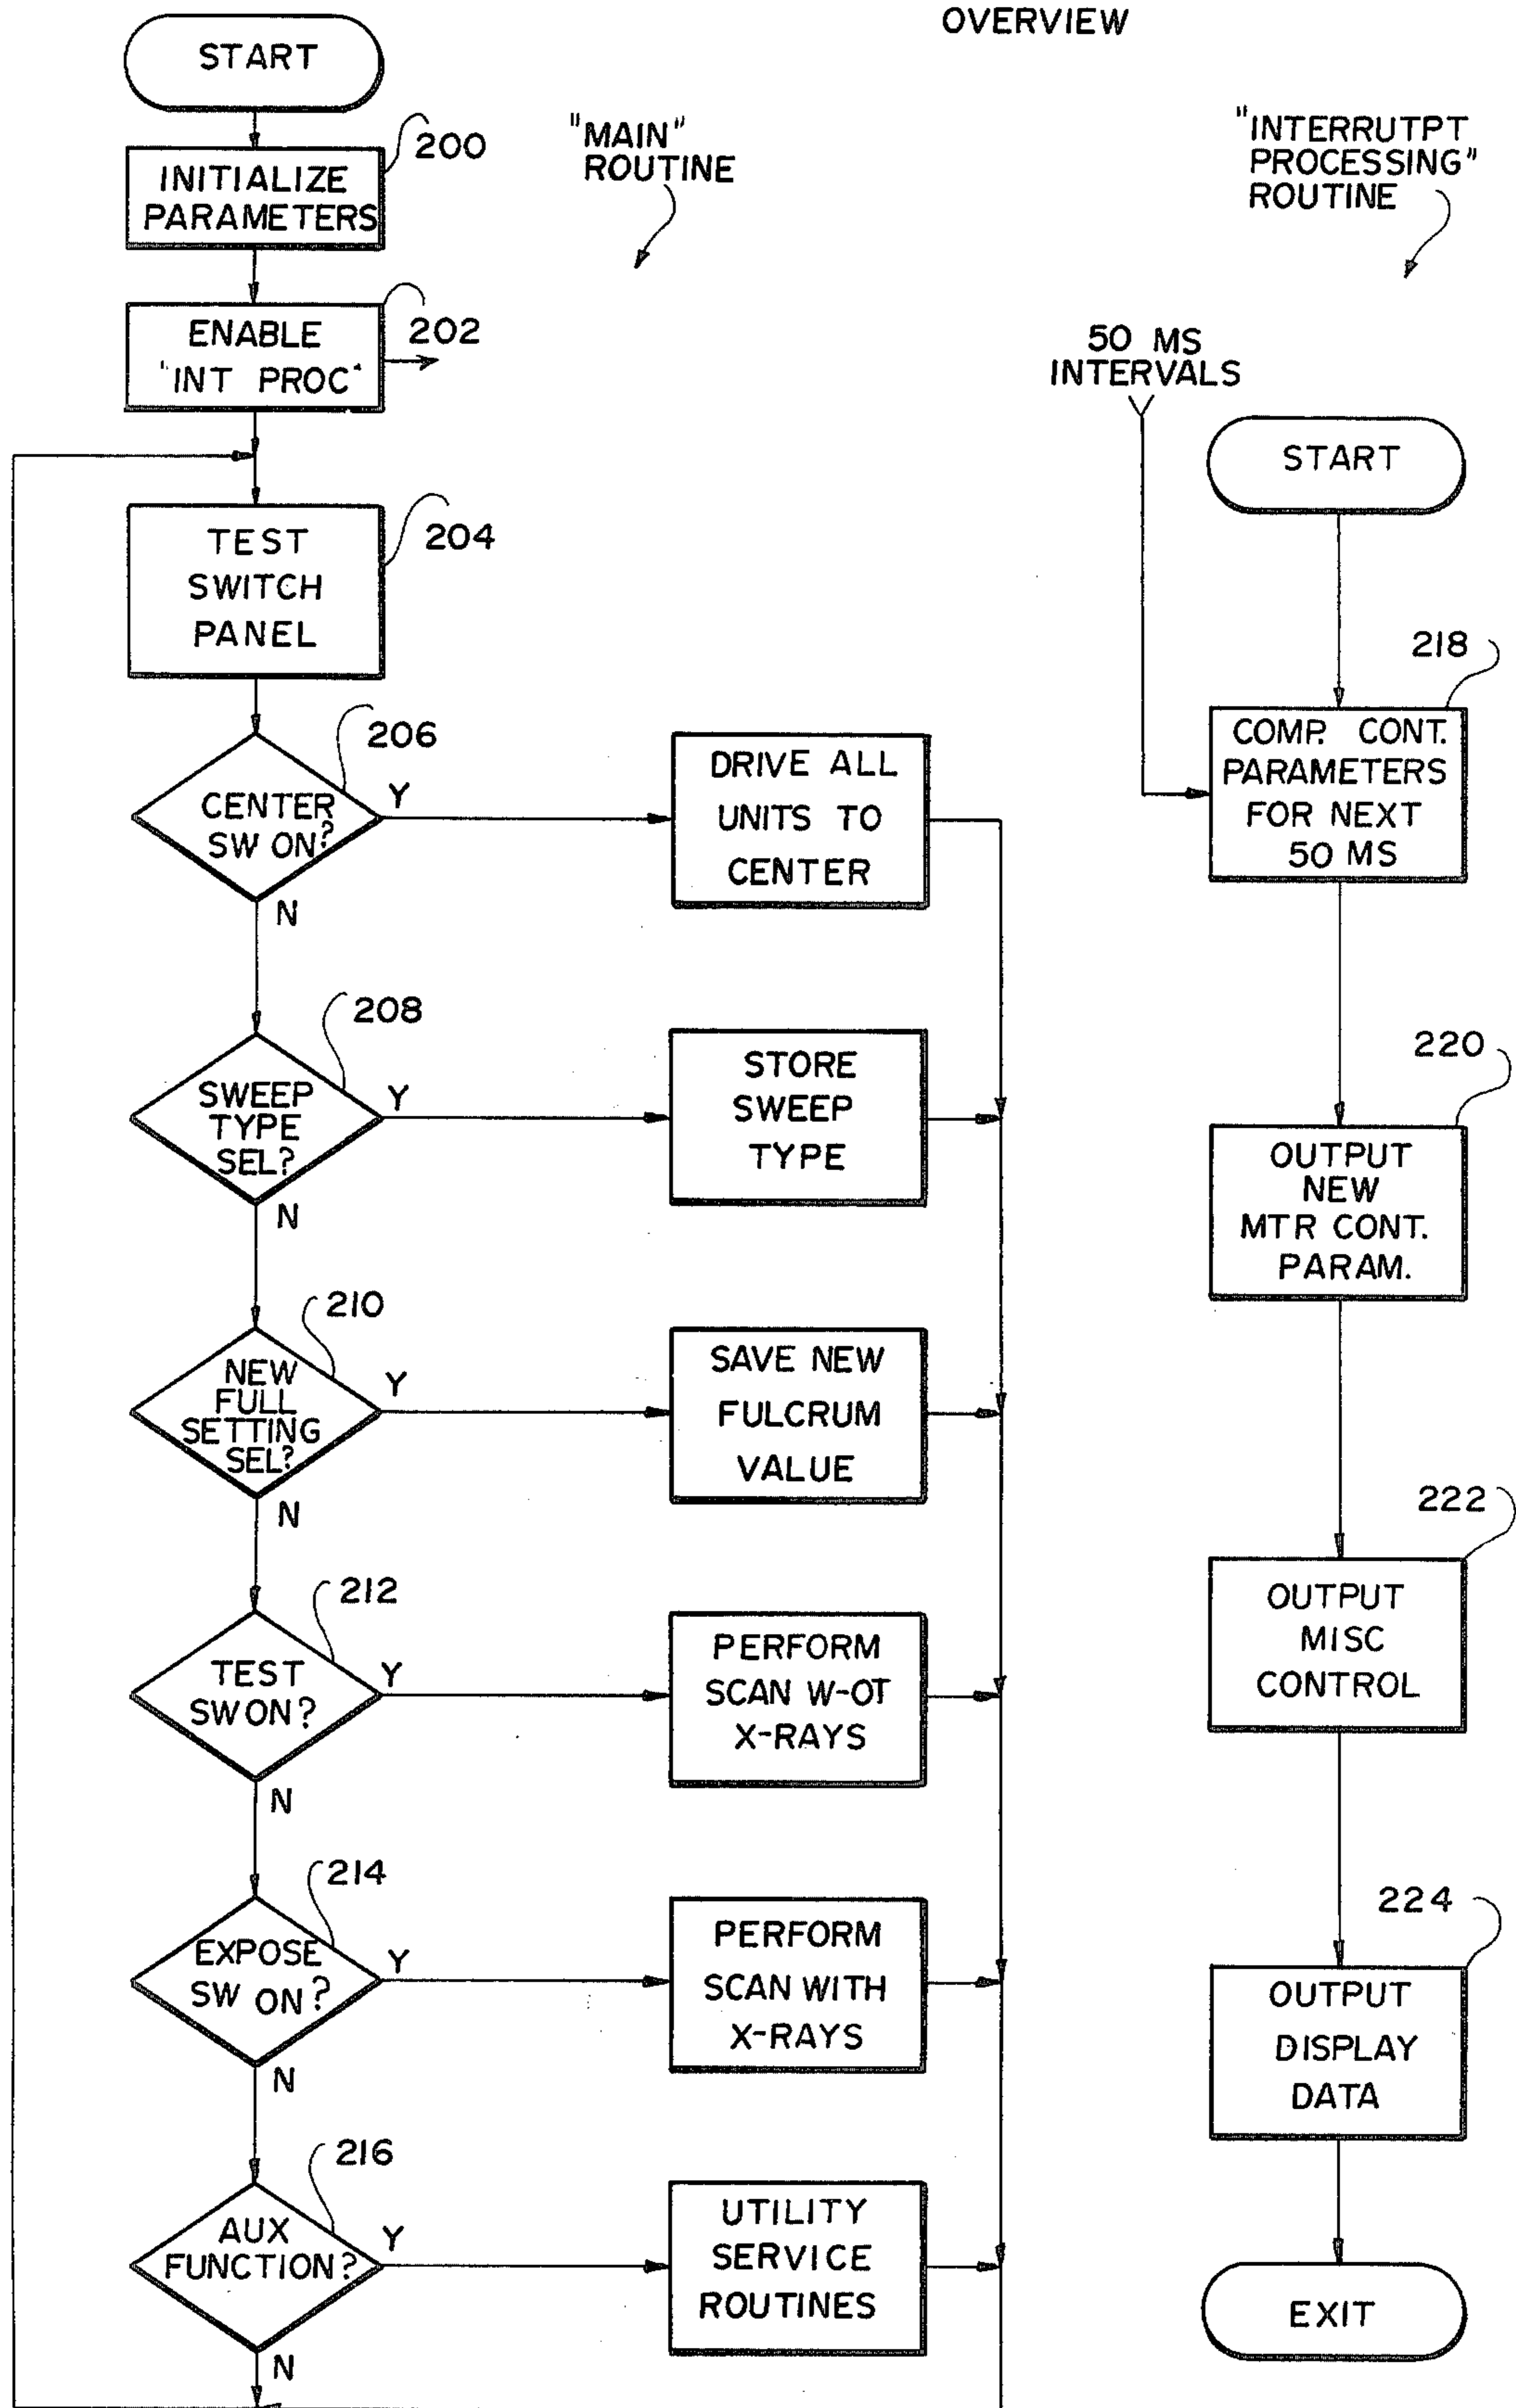 OVERVIEW
START
200
INITIALIZE
PARAMETERS
"MAIN"
ROUTINE
202
ENABLE
"INT PROC"
204
TEST
SWITCH
PANEL
206
CENTER
SW ON?
Y
N
DRIVE ALL
UNITS TO
CENTER
208
SWEEP
TYPE
SEL?
Y
N
STORE
SWEEP
TYPE
210
NEW
FULL
SETTING
SEL?
Y
N
SAVE NEW
FULCRUM
VALUE
212
TEST
SW ON?
Y
N
PERFORM
SCAN W-OT
X-RAYS
214
EXPOSE
SW ON?
Y
N
PERFORM
SCAN WITH
X-RAYS
216
AUX
FUNCTION?
Y
N
UTILITY
SERVICE
ROUTINES
"INTERRUTPT
PROCESSING"
ROUTINE
50 MS
INTERVALS
START
218
COMP. CONT.
PARAMETERS
FOR NEXT
50 MS
220
OUTPUT
NEW
MTR CONT.
PARAM.
222
OUTPUT
MISC
CONTROL
224
OUTPUT
DISPLAY
DATA
EXIT